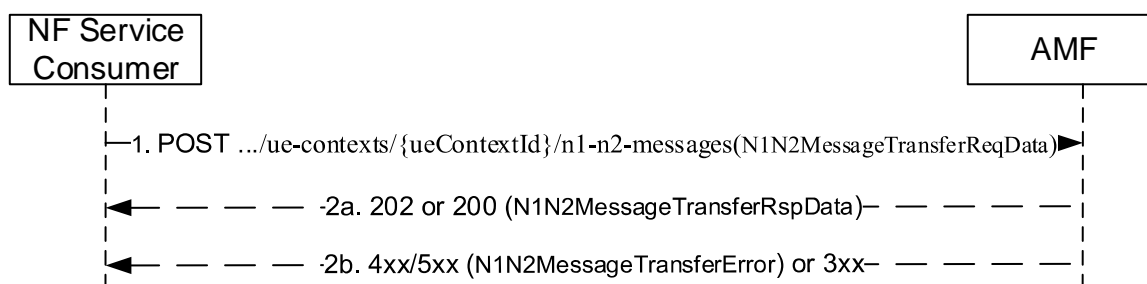 NF Service
Consumer
AMF
1. POST .../ue-contexts/{ueContextId}/n1-n2-messages(N1N2MessageTransferReqData)
2a. 202 or 200 (N1N2MessageTransferRspData)
2b. 4xx/5xx (N1N2MessageTransferError) or 3xx